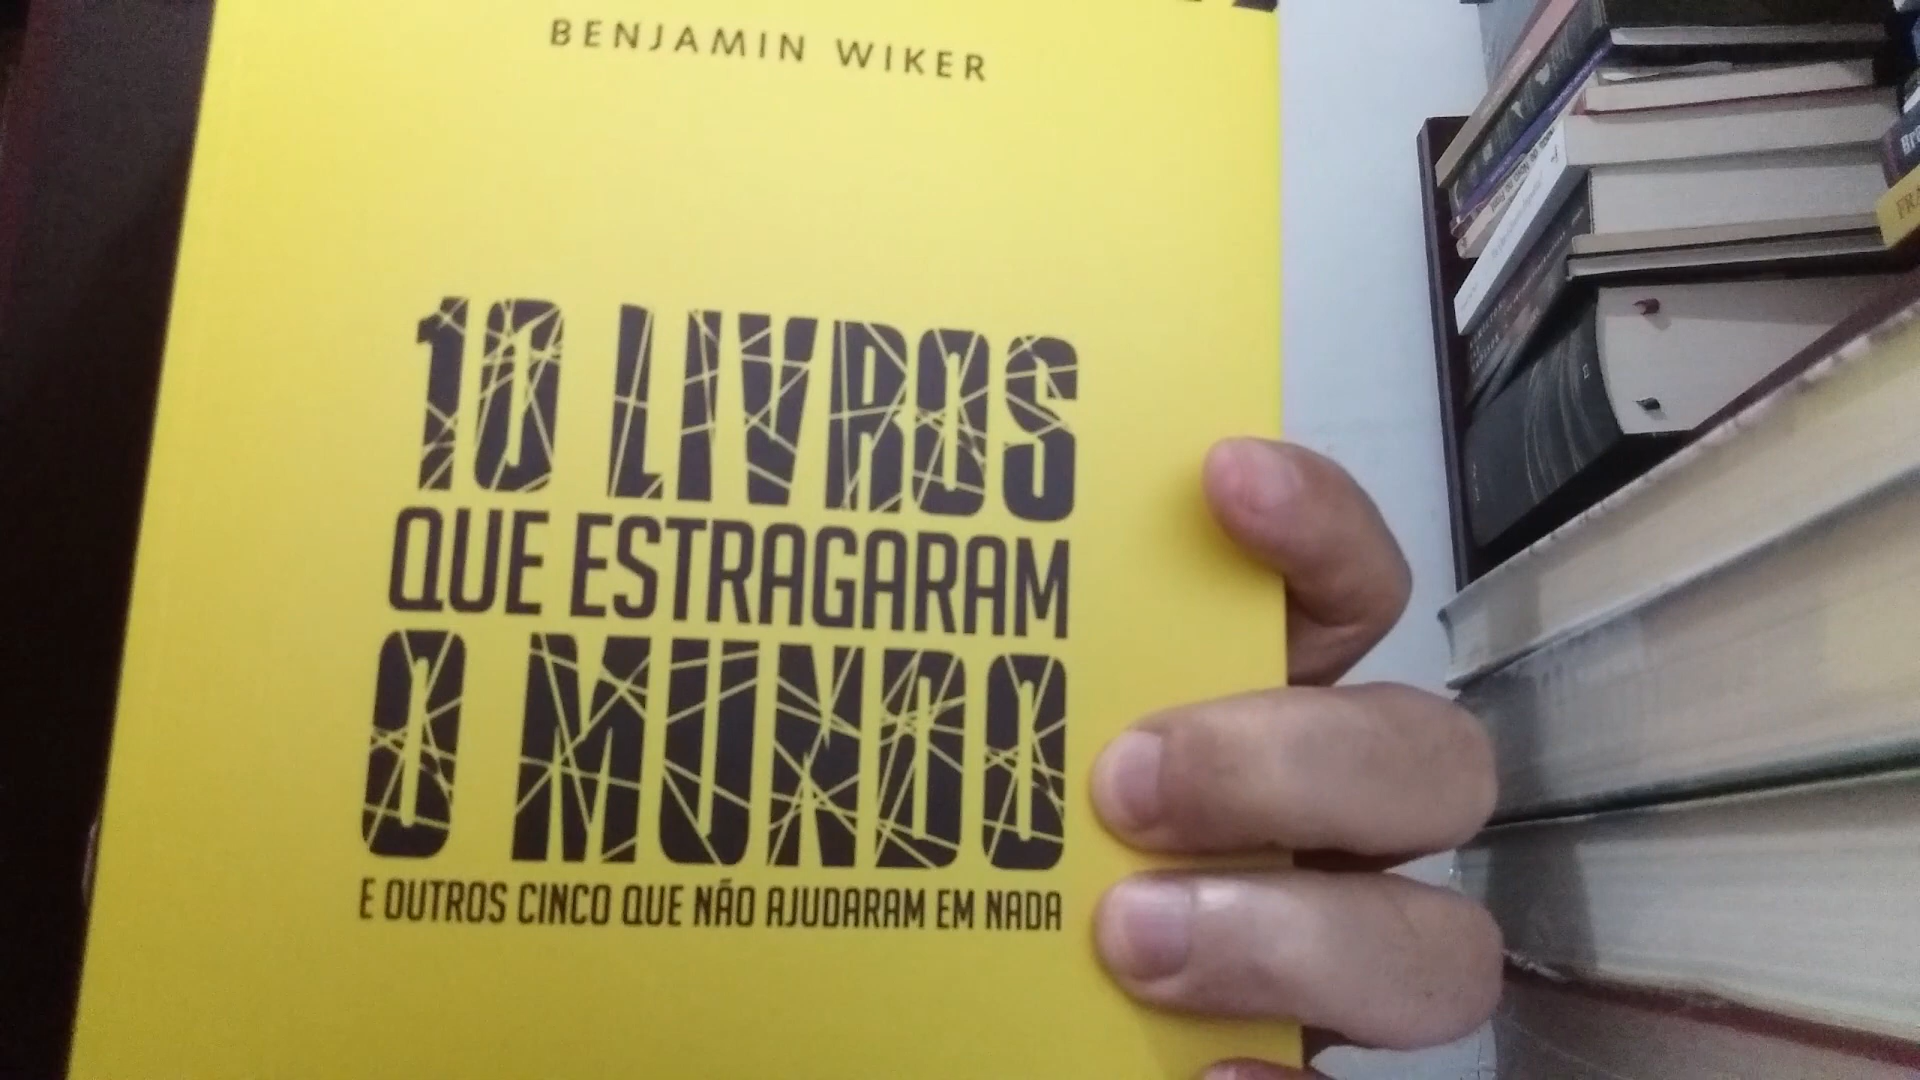 BENJAMIN WIKER
10 LIVROS
QUE ESTRAGARAM
O MUNDO
E OUTROS CINCO QUE NÃO AJUDARAM EM NADA